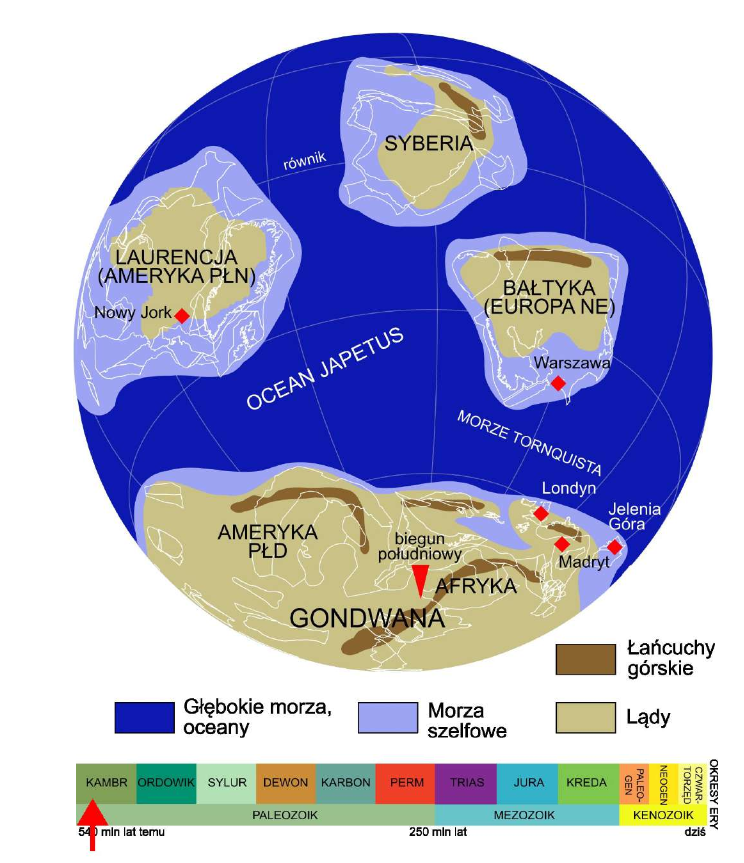 SYBERIA
równik
LAURENCJA
(AMERYKA PŁN)
Nowy Jork
BAŁTYKA
(EUROPA NE)
Warszawa
OCEAN JAPETUS
MORZE TORNQUISTA
Londyn
Jelenia
Góra
Madryt
AMERYKA
PŁD
biegun
południowy
AFRYKA
GONDWANA
Łańcuchy
górskie
Głębokie morza,
oceany
Morza
szelfowe
Lądy
KAMBR ORDOWIK SYLUR DEWON KARBON PERM TRIAS JURA KREDA PALEO-
GEN NEOGEN CZWAR-
TORZĘD OKRESY
PALEOZOIK MEZOZOIK KENOZOIK ERY
540 mln lat temu 250 mln lat dziś